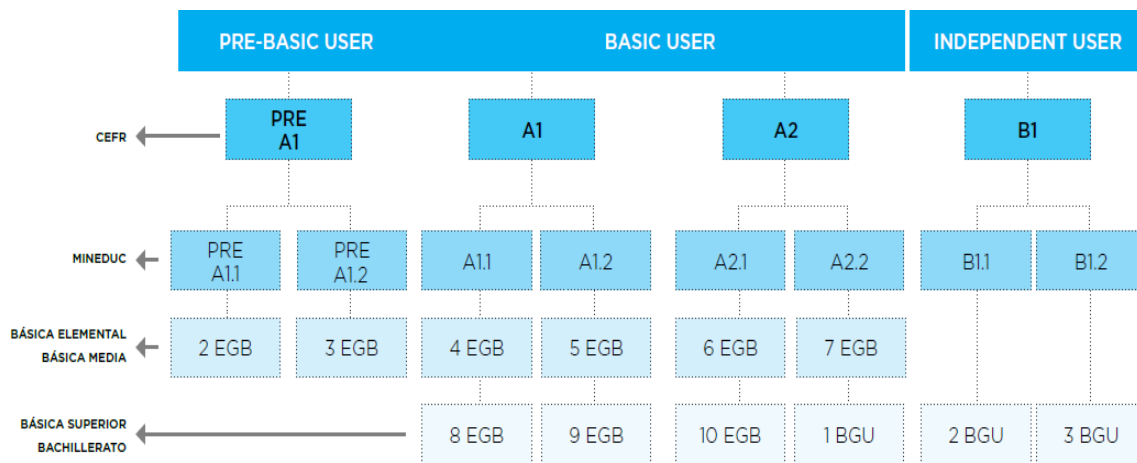 PRE-BASIC USER BASIC USER INDEPENDENT USER
CEFR
PRE
A1
A1
A2
B1
MINEDUC
PRE
A1.1
PRE
A1.2
A1.1
A1.2
A2.1
A2.2
B1.1
B1.2
BÁSICA ELEMENTAL
BÁSICA MEDIA
2 EGB
3 EGB
4 EGB
5 EGB
6 EGB
7 EGB
BÁSICA SUPERIOR
BACHILLERATO
8 EGB
9 EGB
10 EGB
1 BGU
2 BGU
3 BGU